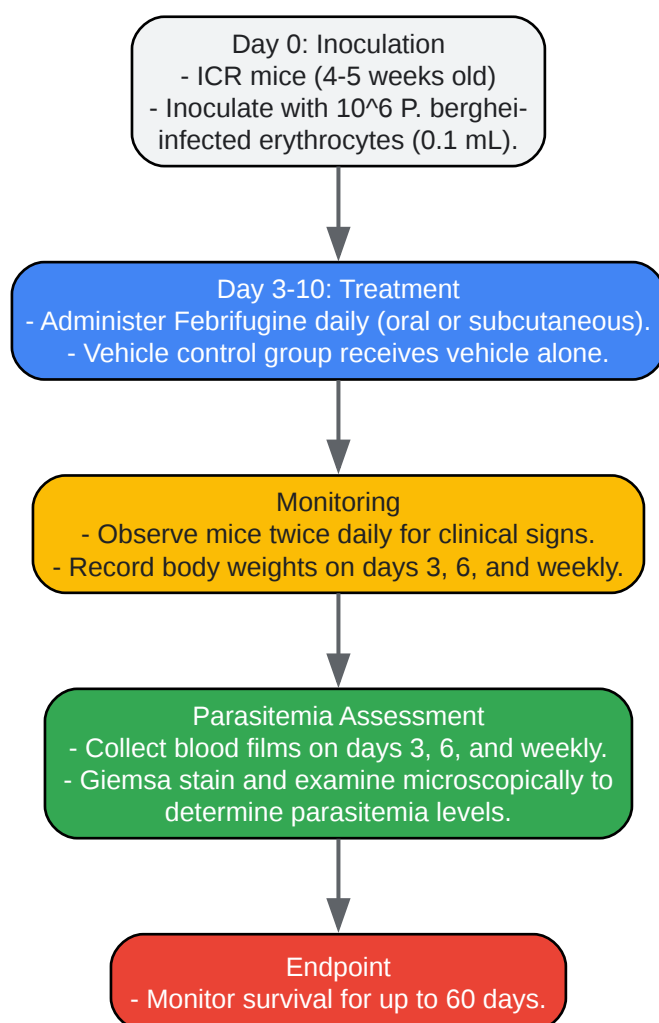 Day 0: Inoculation
- ICR mice (4-5 weeks old)
- Inoculate with 10^6 P. berghei-
infected erythrocytes (0.1 mL).
Day 3-10: Treatment
- Administer Febrifugine daily (oral or subcutaneous).
- Vehicle control group receives vehicle alone.
Monitoring
- Observe mice twice daily for clinical signs.
- Record body weights on days 3, 6, and weekly.
Parasitemia Assessment
- Collect blood films on days 3, 6, and weekly.
- Giemsa stain and examine microscopically to
determine parasitemia levels.
Endpoint
- Monitor survival for up to 60 days.